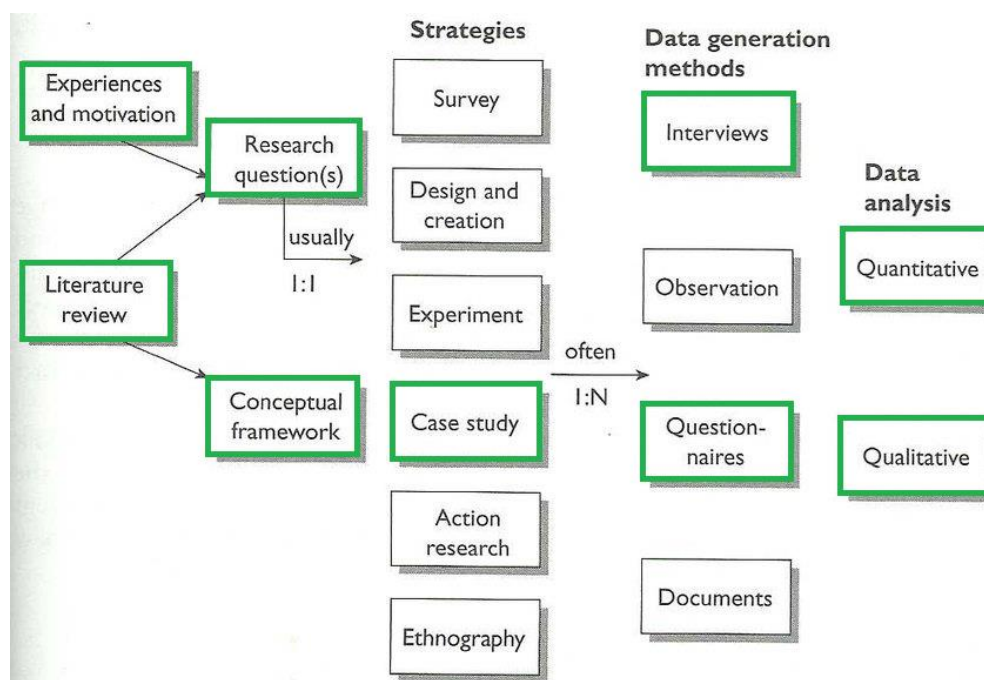 Experiences
and motivation
Literature
review
Research
question(s)
Conceptual
framework
usually
1:1
Strategies
Survey
Design and
creation
Experiment
Case study
Action
research
Ethnography
often
1:N
Data generation
methods
Interviews
Observation
Question-
naires
Documents
Data
analysis
Quantitative
Qualitative